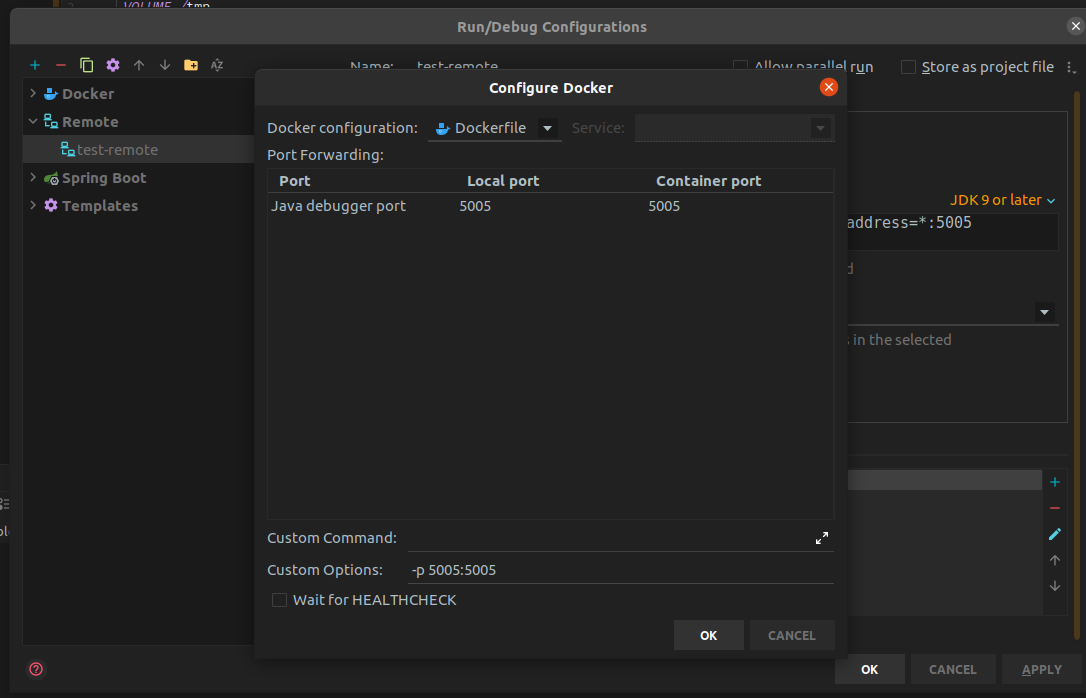 VOLUME /tmp
Run/Debug Configurations
Name: test-remote
Allow parallel run
Store as project file
Docker
Remote
test-remote
Spring Boot
Templates
Configure Docker
Docker configuration: Dockerfile Service:
Port Forwarding:
Port Local port Container port
Java debugger port 5005 5005
JDK 9 or later
address=*:5005
in the selected
Custom Command:
Custom Options: -p 5005:5005
Wait for HEALTHCHECK
OK CANCEL
OK CANCEL APPLY